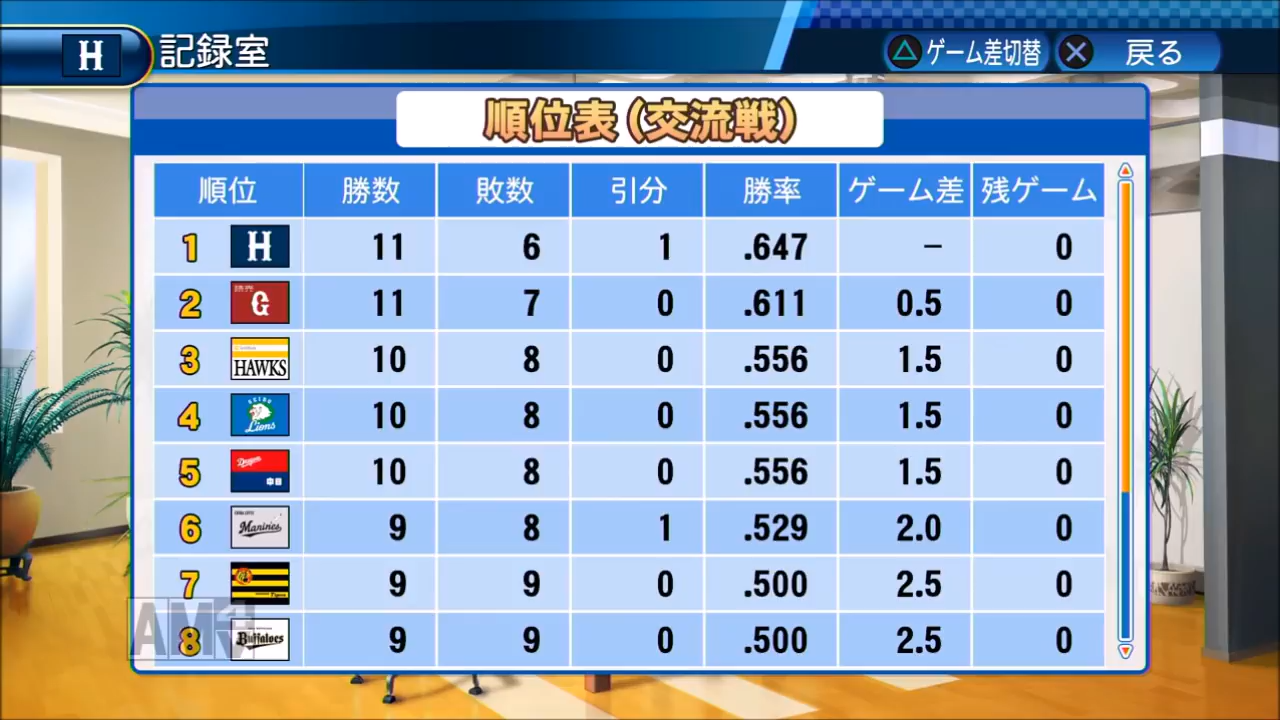 H 記録室 ゲーム差切替 戻る
順位表(交流戦)
順位 勝数 敗数 引分 勝率 ゲーム差 残ゲーム
1 H 11 6 1 .647 － 0
2 G 11 7 0 .611 0.5 0
3 HAWKS 10 8 0 .556 1.5 0
4 SEIBU Lions 10 8 0 .556 1.5 0
5 Dragons 中日 10 8 0 .556 1.5 0
6 Marines 9 8 1 .529 2.0 0
7 Tigers 9 9 0 .500 2.5 0
8 Buffaloes 9 9 0 .500 2.5 0